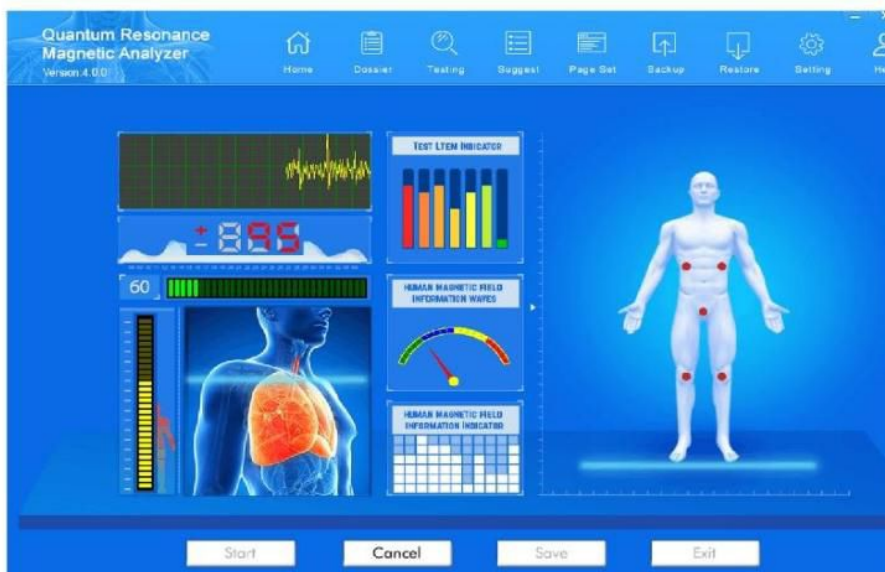 Quantum Resonance
Magnetic Analyzer
Version:4.0.0
Home
Dossier
Testing
Suggest
Page Set
Backup
Restore
Setting
TEST LTEM INDICATOR
+
-
895
60
HUMAN MAGNETIC FIELD
INFORMATION WAVES
HUMAN MAGNETIC FIELD
INFORMATION INDICATOR
Start
Cancel
Save
Exit